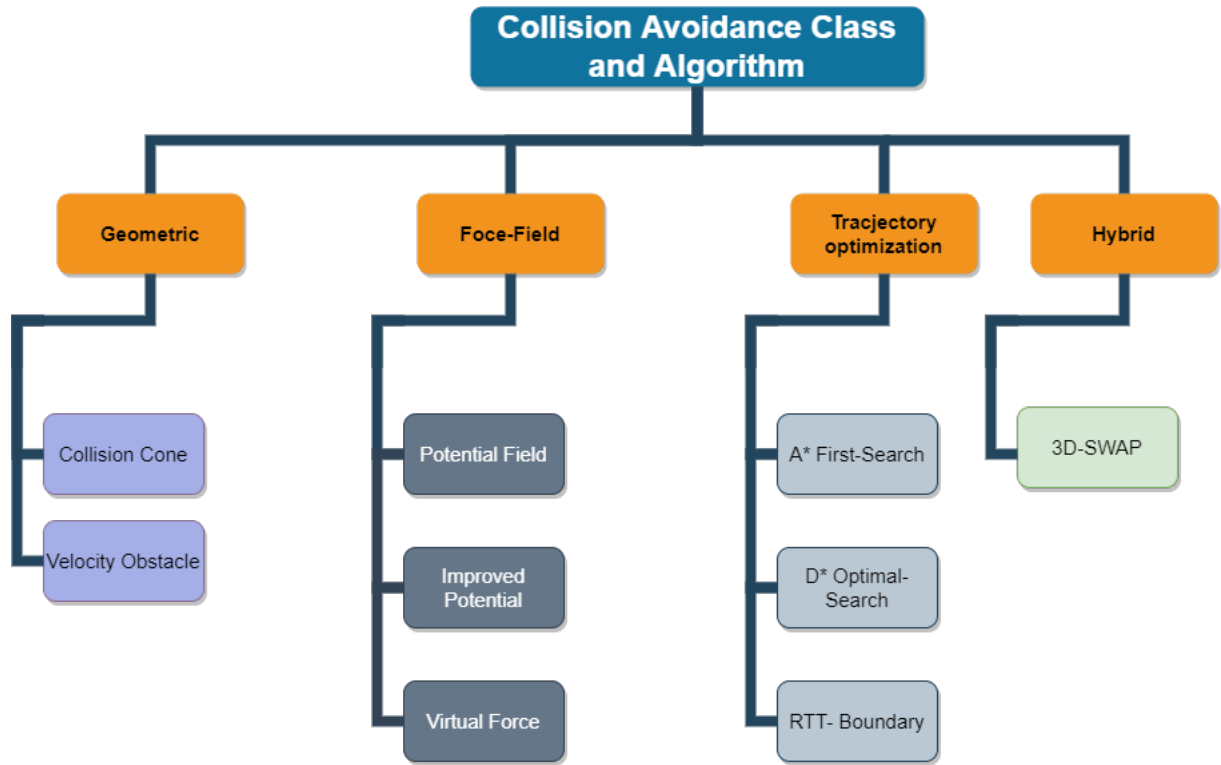 Collision Avoidance Class
and Algorithm
Geometric
Foce-Field
Tracjectory
optimization
Hybrid
Collision Cone
Velocity Obstacle
Potential Field
Improved
Potential
Virtual Force
A* First-Search
D* Optimal-
Search
RTT- Boundary
3D-SWAP